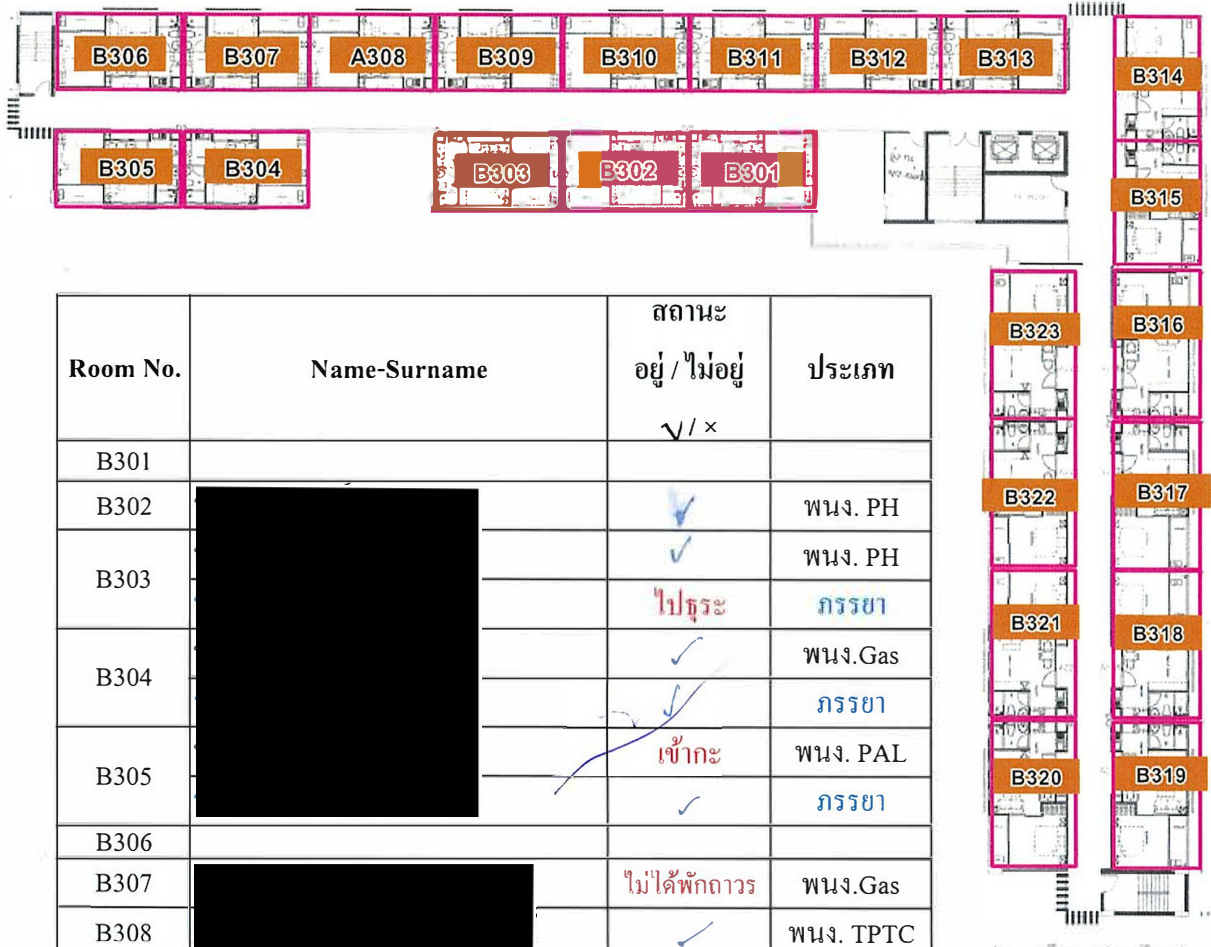 B306 B307 A308 B309 B310 B311 B312 B313
B314
B305 B304 B303 B302 B301
B315
B323 B316
B322 B317
B321 B318
B320 B319
Room No. Name-Surname สถานะ อยู่ / ไม่อยู่ √ / × ประเภท
B301
B302 ✓ พนง. PH
B303 ✓ พนง. PH
ไปธุระ ภรรยา
B304 ✓ พนง.Gas
✓ ภรรยา
B305 เข้ากะ พนง. PAL
✓ ภรรยา
B306
B307 ไม่ได้พักถาวร พนง.Gas
B308 ✓ พนง. TPTC